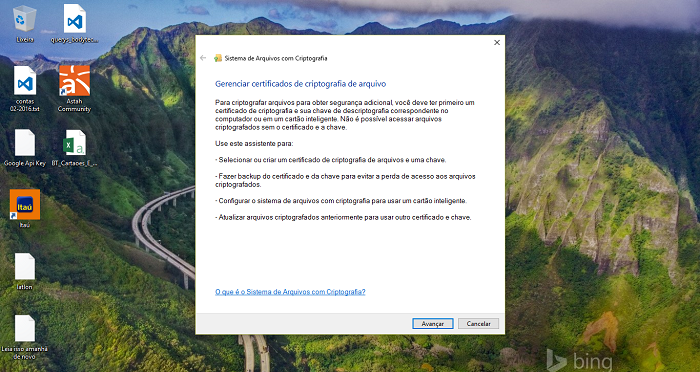 Lixeira
contas
02-2016.txt
Astah
Community
Google Api Key
BT_Cartoes_E_...
Itaú
Itaú
latlon
Leia isso amanhã
de novo
Sistema de Arquivos com Criptografia
Gerenciar certificados de criptografia de arquivo
Para criptografar arquivos para obter segurança adicional, você deve ter primeiro um
certificado de criptografia e sua chave de descriptografia correspondente no
computador ou em um cartão inteligente. Não é possível acessar arquivos
criptografados sem o certificado e a chave.
Use este assistente para:
- Selecionar ou criar um certificado de criptografia de arquivos e uma chave.
- Fazer backup do certificado e da chave para evitar a perda de acesso aos arquivos
criptografados.
- Configurar o sistema de arquivos com criptografia para usar um cartão inteligente.
- Atualizar arquivos criptografados anteriormente para usar outro certificado e chave.
O que é o Sistema de Arquivos com Criptografia?
Avançar
Cancelar
bing